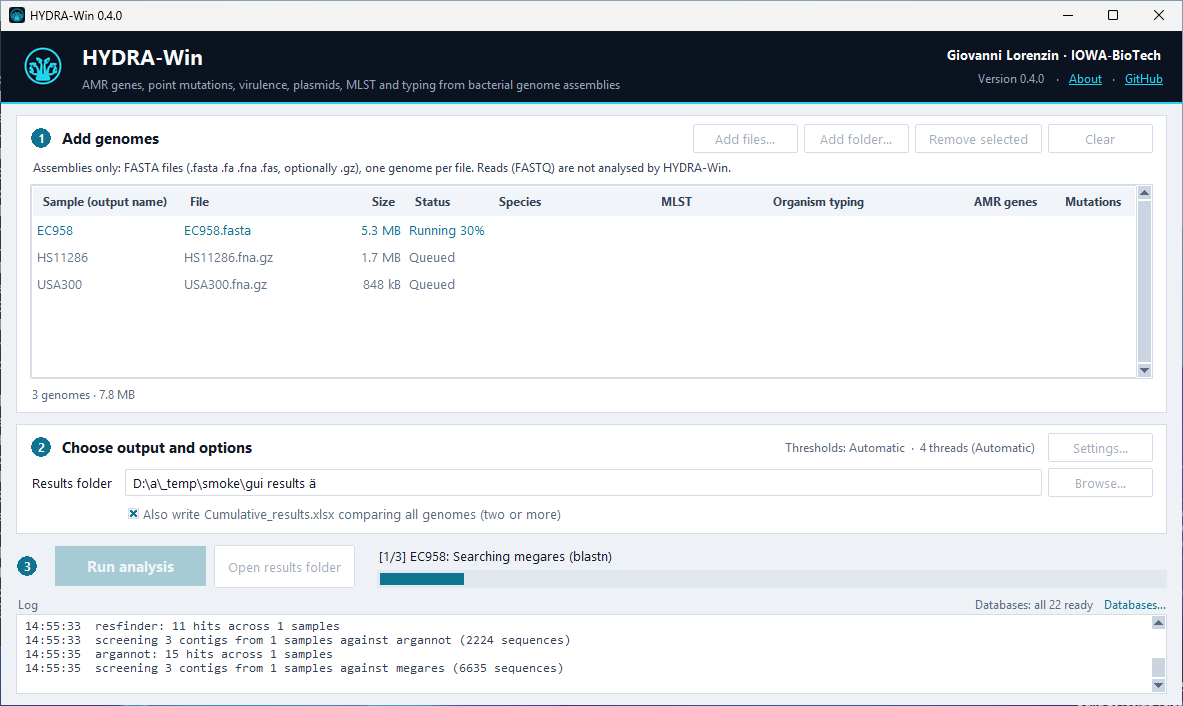 HYDRA-Win 0.4.0
HYDRA-Win
AMR genes, point mutations, virulence, plasmids, MLST and typing from bacterial genome assemblies
Giovanni Lorenzin · IOWA-BioTech
Version 0.4.0 · About · GitHub
1 Add genomes
Add files... Add folder... Remove selected Clear
Assemblies only: FASTA files (.fasta .fa .fna .fas, optionally .gz), one genome per file. Reads (FASTQ) are not analysed by HYDRA-Win.
Sample (output name) File Size Status Species MLST Organism typing AMR genes Mutations
EC958 EC958.fasta 5.3 MB Running 30%
HS11286 HS11286.fna.gz 1.7 MB Queued
USA300 USA300.fna.gz 848 kB Queued
3 genomes · 7.8 MB
2 Choose output and options
Thresholds: Automatic · 4 threads (Automatic) Settings...
Results folder D:\a\_temp\smoke\gui results ä Browse...
Also write Cumulative_results.xlsx comparing all genomes (two or more)
3 Run analysis Open results folder
[1/3] EC958: Searching megares (blastn)
Log
Databases: all 22 ready Databases...
14:55:33 resfinder: 11 hits across 1 samples
14:55:33 screening 3 contigs from 1 samples against argannot (2224 sequences)
14:55:35 argannot: 15 hits across 1 samples
14:55:35 screening 3 contigs from 1 samples against megares (6635 sequences)